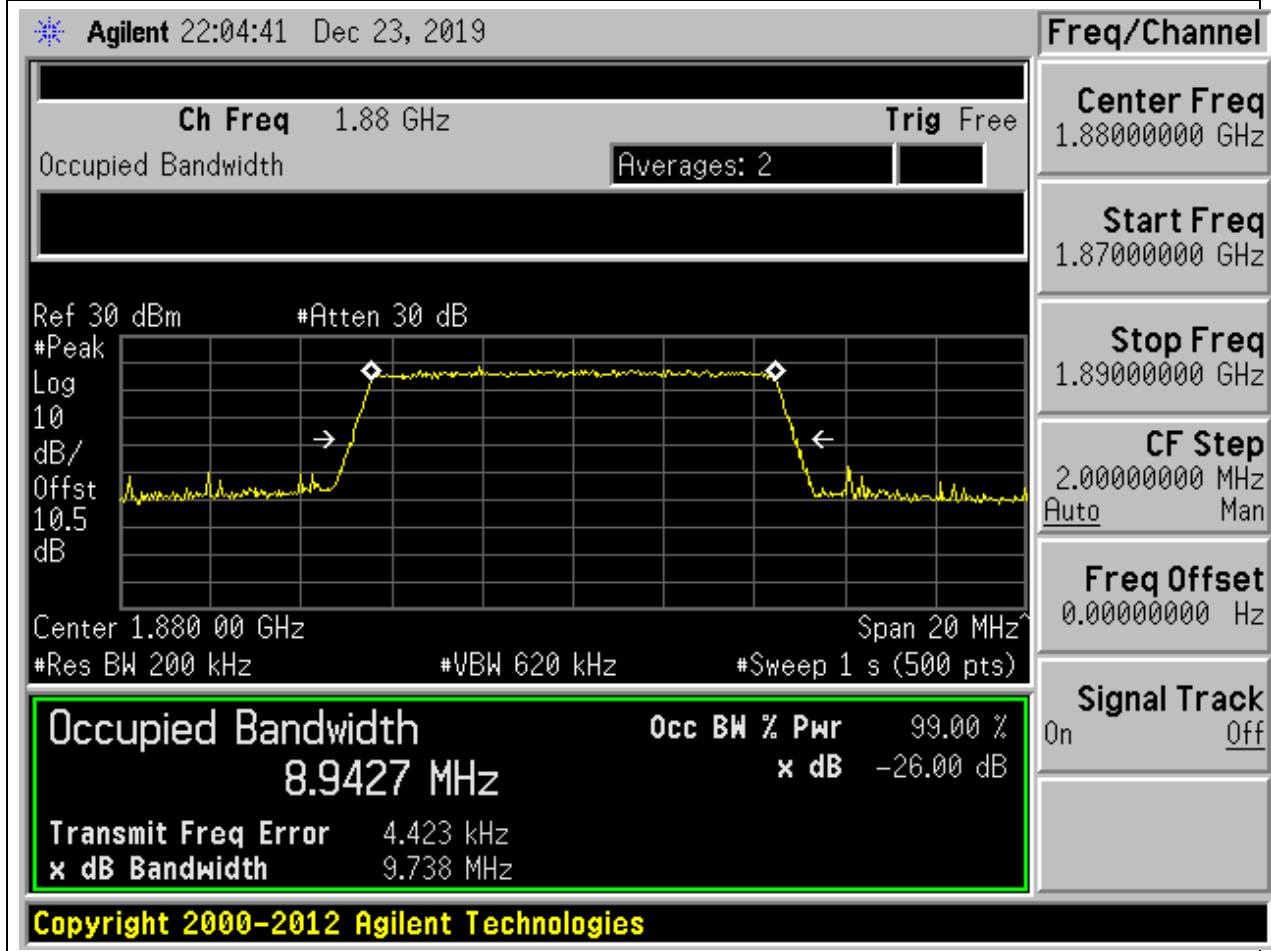 Agilent 22:04:41 Dec 23, 2019
Freq/Channel
Ch Freq 1.88 GHz Trig Free
Occupied Bandwidth Averages: 2
Ref 30 dBm #Atten 30 dB
#Peak
Log
10
dB/
Offst
10.5
dB
Center 1.880 00 GHz Span 20 MHz^
#Res BW 200 kHz #VBW 620 kHz #Sweep 1 s (500 pts)
Occupied Bandwidth
8.9427 MHz
Occ BW % Pwr 99.00 %
x dB -26.00 dB
Transmit Freq Error 4.423 kHz
x dB Bandwidth 9.738 MHz
Center Freq
1.88000000 GHz
Start Freq
1.87000000 GHz
Stop Freq
1.89000000 GHz
CF Step
2.00000000 MHz
Auto Man
Freq Offset
0.00000000 Hz
Signal Track
On Off
Copyright 2000-2012 Agilent Technologies